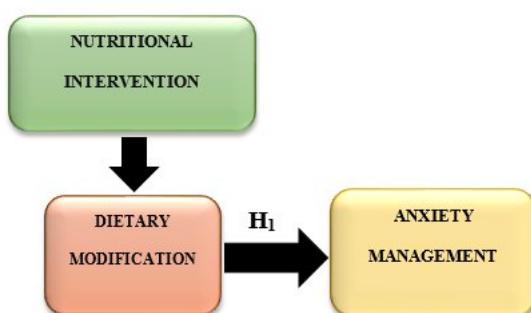 NUTRITIONAL
INTERVENTION
DIETARY
MODIFICATION
H1
ANXIETY
MANAGEMENT